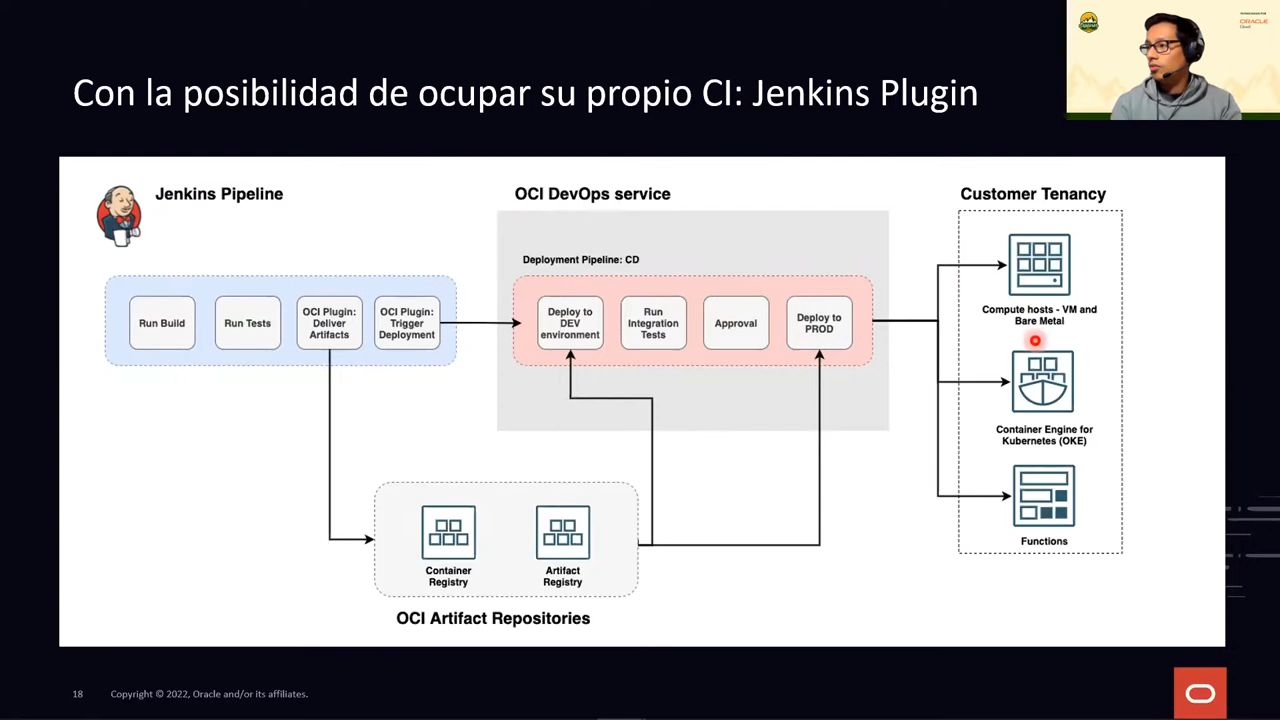 Con la posibilidad de ocupar su propio CI: Jenkins Plugin
ORACLE
Cloud
Jenkins Pipeline
OCI DevOps service
Customer Tenancy
Deployment Pipeline: CD
Run Build
Run Tests
OCI Plugin:
Deliver
Artifacts
OCI Plugin:
Trigger
Deployment
Deploy to
DEV
environment
Run
Integration
Tests
Approval
Deploy to
PROD
Compute hosts - VM and
Bare Metal
Container Engine for
Kubernetes (OKE)
Functions
Container
Registry
Artifact
Registry
OCI Artifact Repositories
18
Copyright © 2022, Oracle and/or its affiliates.